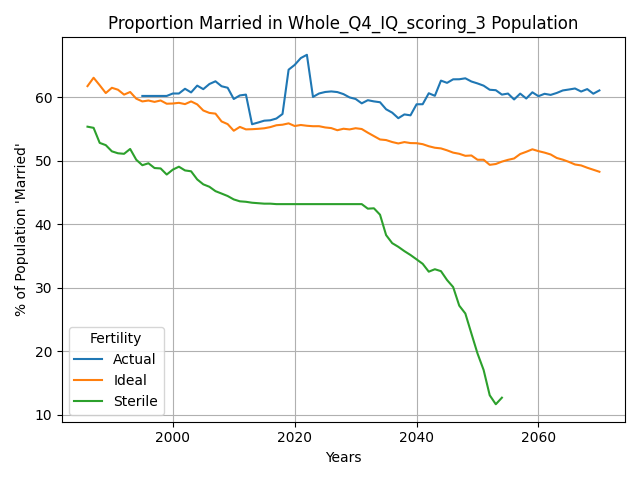 Proportion Married in Whole_Q4_IQ_scoring_3 Population
% of Population 'Married'
60
50
40
30
20
10
Fertility
Actual
Ideal
Sterile
2000 2020 2040 2060
Years